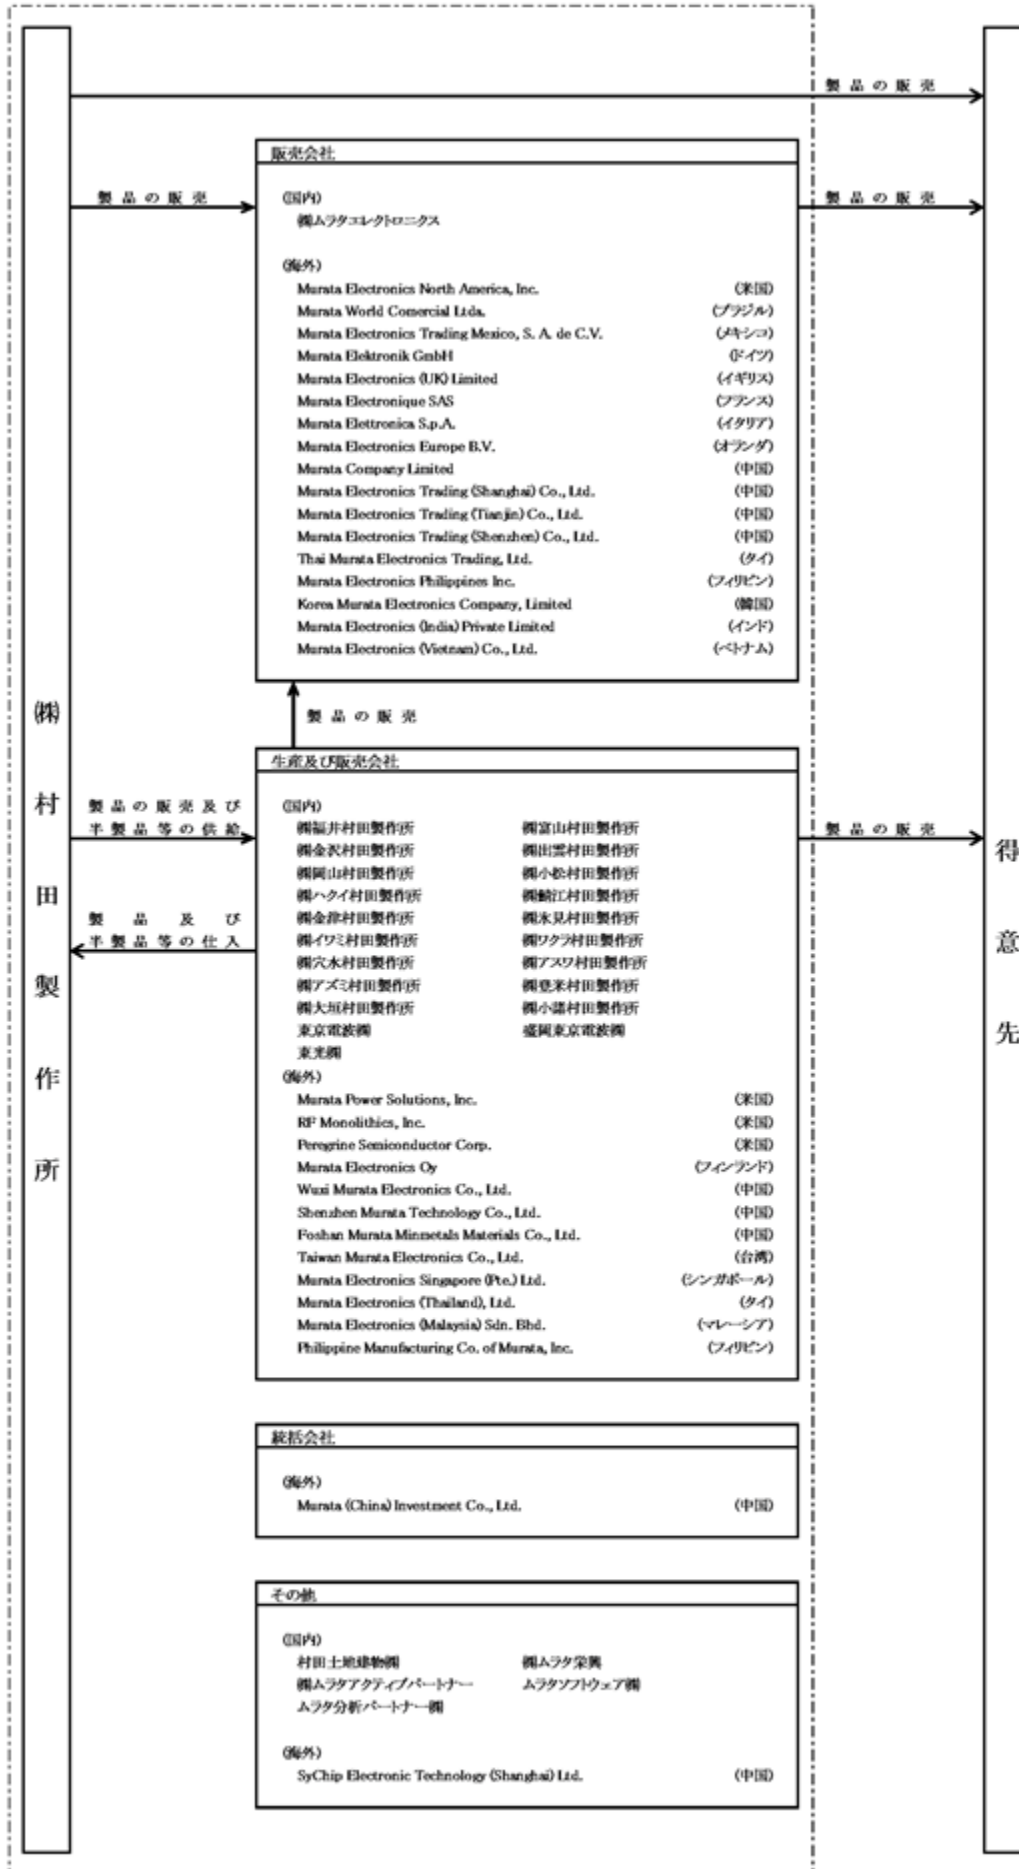 製品の販売
販売会社
製品の販売
(国内)
製品の販売
㈱ムラタエレクトロニクス
(海外)
Murata Electronics North America, Inc. (米国)
Murata World Comercial Ltda. (ブラジル)
Murata Electronics Trading Mexico, S. A. de C.V. (メキシコ)
Murata Elektronik GmbH (ドイツ)
Murata Electronics (UK) Limited (イギリス)
Murata Electronique SAS (フランス)
Murata Elettronica S.p.A. (イタリア)
Murata Electronics Europe B.V. (オランダ)
Murata Company Limited (中国)
Murata Electronics Trading (Shanghai) Co., Ltd. (中国)
Murata Electronics Trading (Tianjin) Co., Ltd. (中国)
Murata Electronics Trading (Shenzhen) Co., Ltd. (中国)
Thai Murata Electronics Trading, Ltd. (タイ)
Murata Electronics Philippines Inc. (フィリピン)
Korea Murata Electronics Company, Limited (韓国)
Murata Electronics (India) Private Limited (インド)
Murata Electronics (Vietnam) Co., Ltd. (ベトナム)
㈱村田製作所
製品の販売
生産及び販売会社
製品の販売及び
半製品等の供給
製品及び
半製品等の仕入
(国内)
㈱福井村田製作所 ㈱富山村田製作所
㈱金沢村田製作所 ㈱出雲村田製作所
㈱岡山村田製作所 ㈱小松村田製作所
㈱ハクイ村田製作所 ㈱鯖江村田製作所
㈱金津村田製作所 ㈱氷見村田製作所
㈱イワミ村田製作所 ㈱ワクラ村田製作所
㈱穴水村田製作所 ㈱アスワ村田製作所
㈱アズミ村田製作所 ㈱登米村田製作所
㈱大垣村田製作所 ㈱小諸村田製作所
東京電波㈱ 盛岡東京電波㈱
東光㈱
(海外)
Murata Power Solutions, Inc. (米国)
RF Monolithics, Inc. (米国)
Peregrine Semiconductor Corp. (米国)
Murata Electronics Oy (フィンランド)
Wuxi Murata Electronics Co., Ltd. (中国)
Shenzhen Murata Technology Co., Ltd. (中国)
Foshan Murata Minmetals Materials Co., Ltd. (中国)
Taiwan Murata Electronics Co., Ltd. (台湾)
Murata Electronics Singapore (Pte.) Ltd. (シンガポール)
Murata Electronics (Thailand), Ltd. (タイ)
Murata Electronics (Malaysia) Sdn. Bhd. (マレーシア)
Philippine Manufacturing Co. of Murata, Inc. (フィリピン)
製品の販売
得意先
統括会社
(海外)
Murata (China) Investment Co., Ltd. (中国)
その他
(国内)
村田土地建物㈱ ㈱ムラタ栄興
㈱ムラタアクティブパートナー ムラタソフトウェア㈱
ムラタ分析パートナー㈱
(海外)
SyChip Electronic Technology (Shanghai) Ltd. (中国)